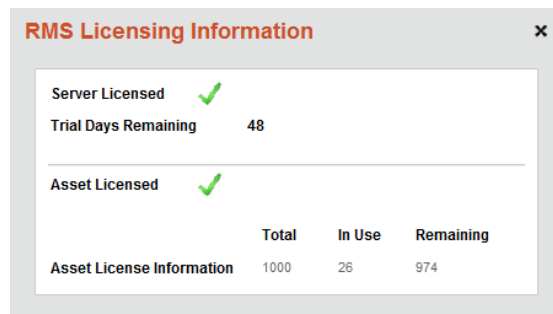 RMS Licensing Information
Server Licensed
Trial Days Remaining 48
Asset Licensed
Total In Use Remaining
Asset License Information 1000 26 974